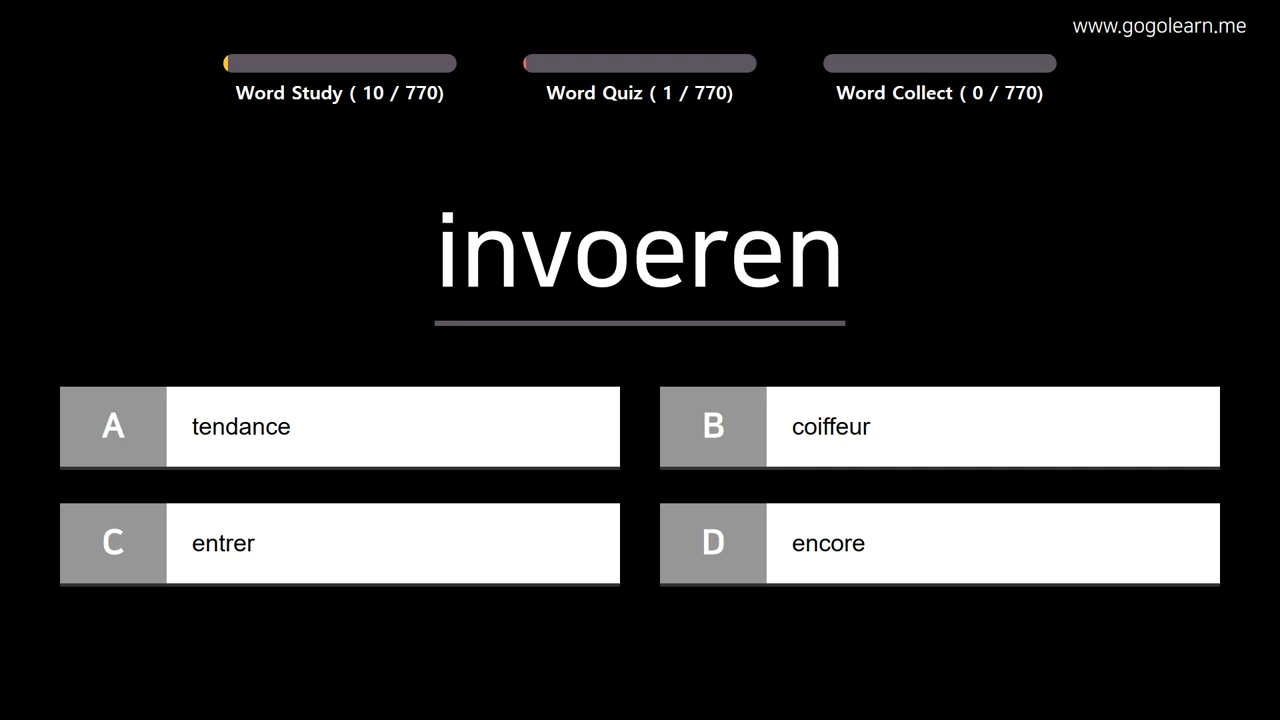 www.gogolearn.me
Word Study ( 10 / 770)
Word Quiz ( 1 / 770)
Word Collect ( 0 / 770)
invoeren
A tendance
B coiffeur
C entrer
D encore